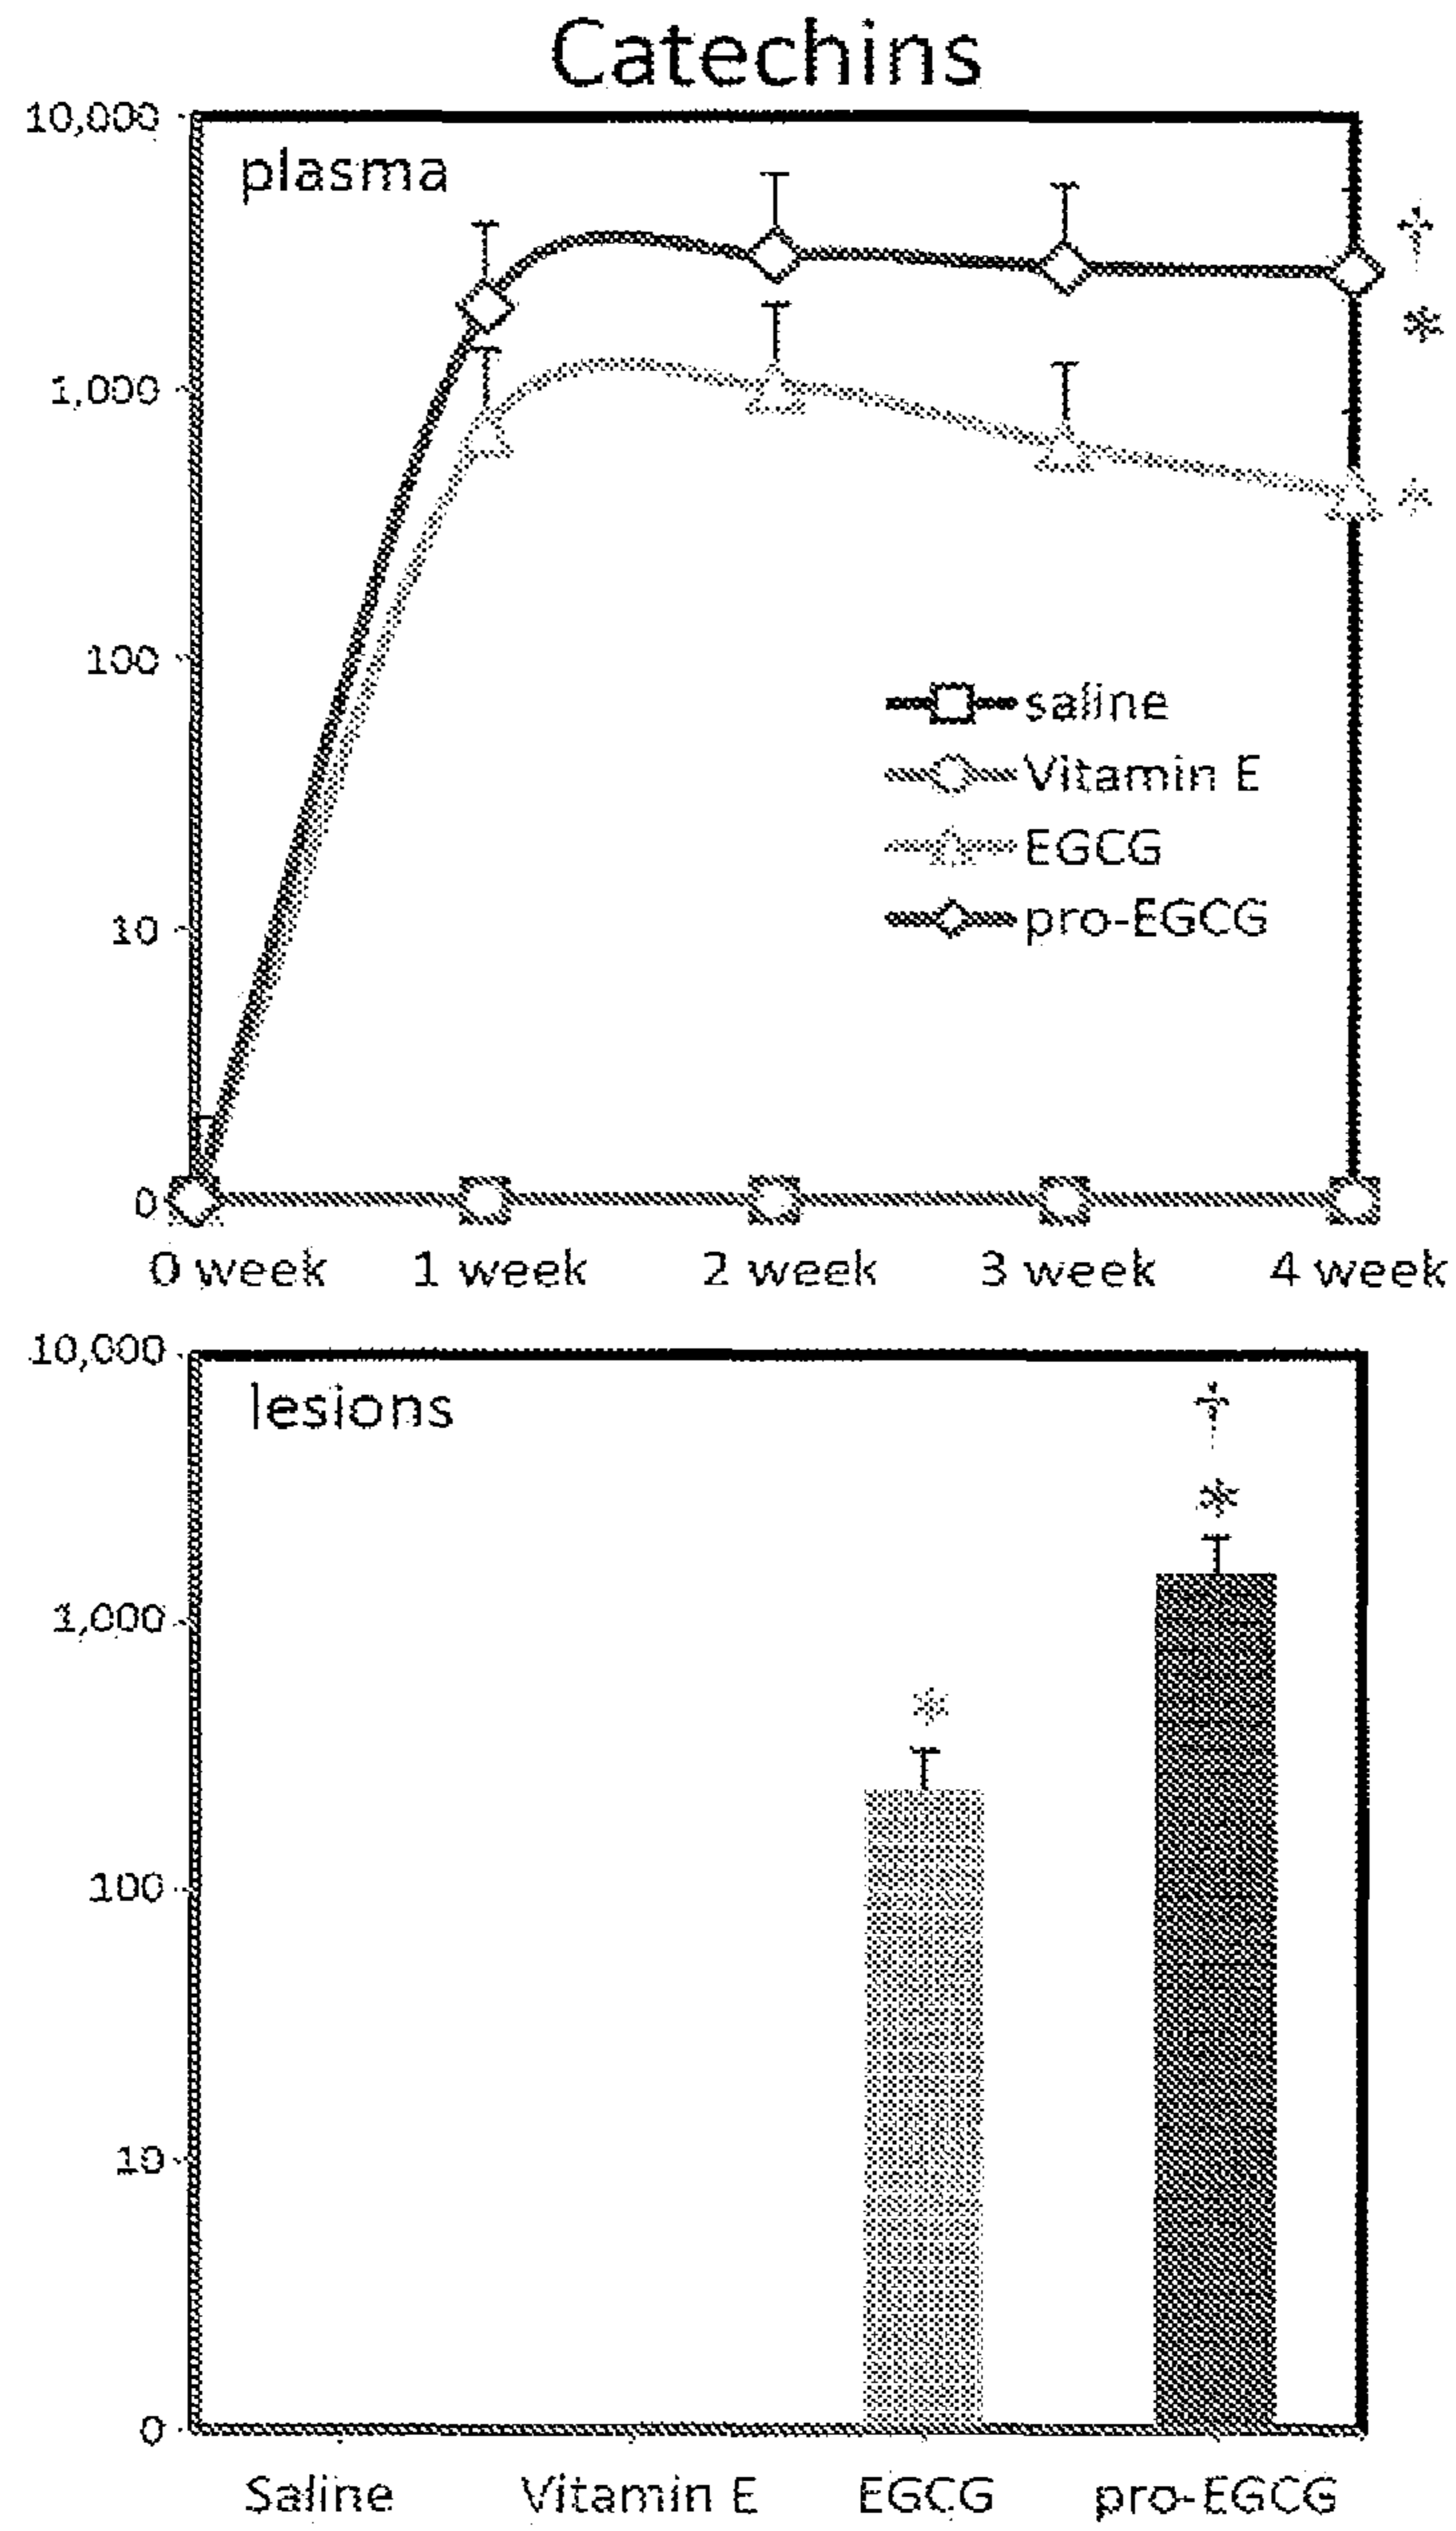 Catechins
10,000
plasma
†
*
1,000
*
100
saline
Vitamin E
EGCG
pro-EGCG
10
0
0 week 1 week 2 week 3 week 4 week
10,000
lesions
†
*
1,000
*
100
10
0
Saline Vitamin E EGCG pro-EGCG